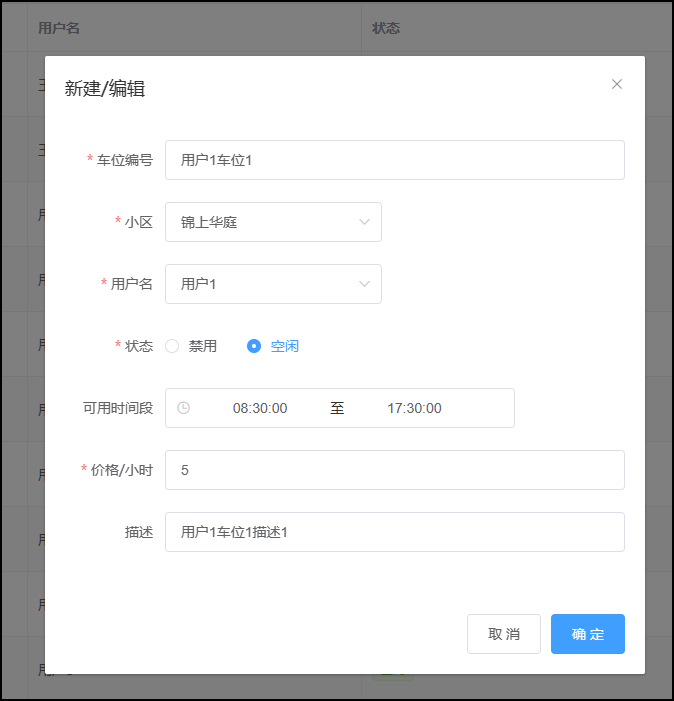 用户名 状态
新建/编辑
* 车位编号 用户1车位1
* 小区 锦上华庭
* 用户名 用户1
* 状态 禁用 空闲
可用时间段 08:30:00 至 17:30:00
* 价格/小时 5
描述 用户1车位1描述1
取消 确定